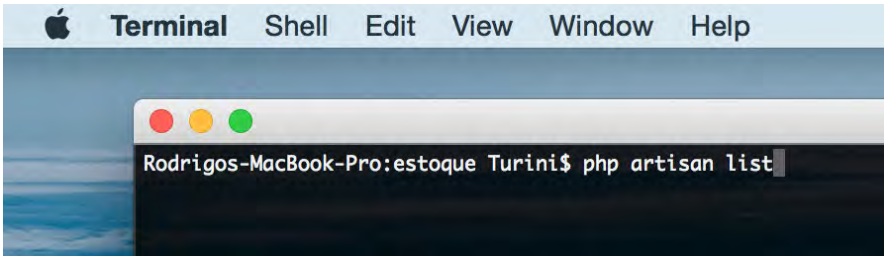 Terminal Shell Edit View Window Help
Rodrigos-MacBook-Pro:estoque Turini$ php artisan list